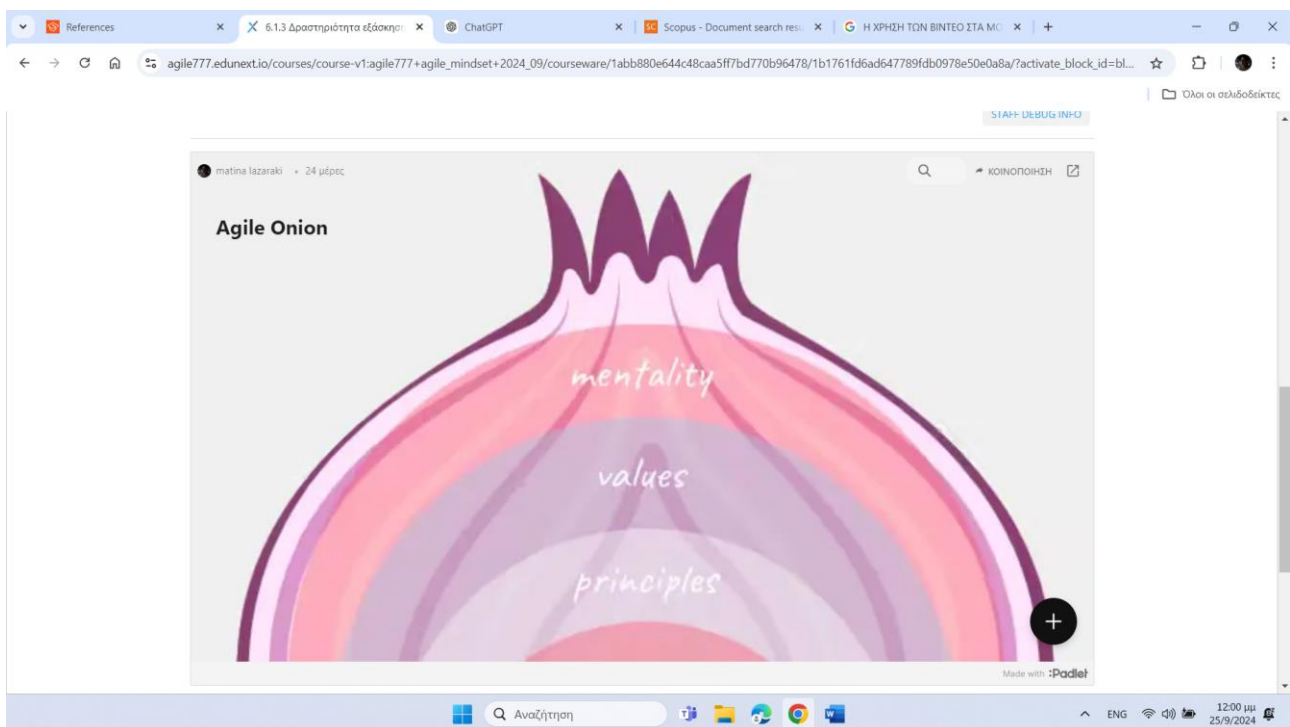 References
6.1.3 Δραστηριότητα εξάσκησ
ChatGPT
Scopus - Document search resu
Η ΧΡΗΣΗ ΤΩΝ ΒΙΝΤΕΟ ΣΤΑ MO
agile777.edunext.io/courses/course-v1:agile777+agile_mindset+2024_09/courseware/1abb880e644c48caa5ff7bd770b96478/1b1761fd6ad647789fdb0978e50e0a8a/?activate_block_id=bl...
Όλοι οι σελιδοδείκτες
STAFF DEBUG INFO
matina lazaraki • 24 μέρες
ΚΟΙΝΟΠΟΙΗΣΗ
Agile Onion
mentality
values
principles
Made with :Padlet
Αναζήτηση
ENG
12:00 μμ
25/9/2024